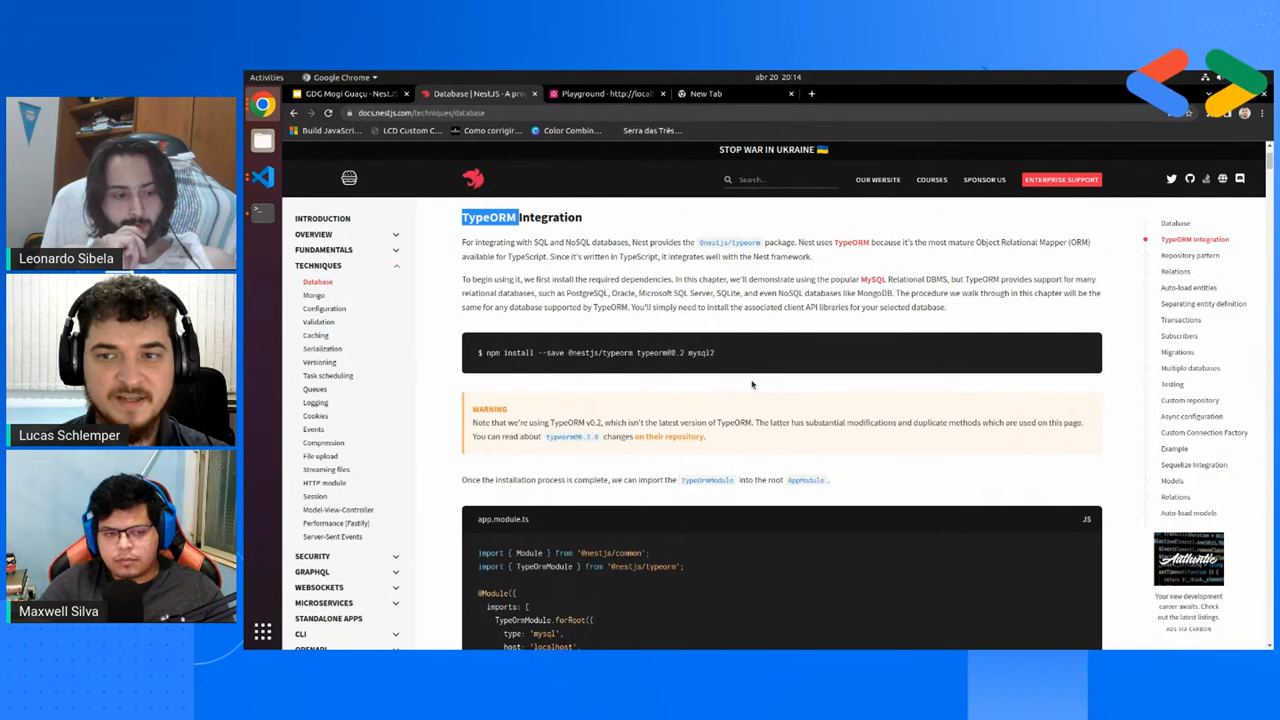 Activities
Google Chrome
abr 20 20:14
GDG Mogi Guaçu - NestJS
Database | NestJS - A pro
Playground - http://local
New Tab
docs.nestjs.com/techniques/database
Build JavaScri...
LCD Custom C...
Como corrigir...
Color Combin...
Serra das Três...
STOP WAR IN UKRAINE
Search...
OUR WEBSITE
COURSES
SPONSOR US
ENTERPRISE SUPPORT
INTRODUCTION
OVERVIEW
FUNDAMENTALS
TECHNIQUES
Database
Mongo
Configuration
Validation
Caching
Serialization
Versioning
Task scheduling
Queues
Logging
Cookies
Events
Compression
File upload
Streaming files
HTTP module
Session
Model-View-Controller
Performance (Fastify)
Server-Sent Events
SECURITY
GRAPHQL
WEBSOCKETS
MICROSERVICES
STANDALONE APPS
CLI
OPENAPI
TypeORM Integration
For integrating with SQL and NoSQL databases, Nest provides the @nestjs/typeorm package. Nest uses TypeORM because it's the most mature Object Relational Mapper (ORM)
available for TypeScript. Since it's written in TypeScript, it integrates well with the Nest framework.
To begin using it, we first install the required dependencies. In this chapter, we'll demonstrate using the popular MySQL Relational DBMS, but TypeORM provides support for many
relational databases, such as PostgreSQL, Oracle, Microsoft SQL Server, SQLite, and even NoSQL databases like MongoDB. The procedure we walk through in this chapter will be
the same for any database supported by TypeORM. You'll simply need to install the associated client API libraries for your selected database.
$ npm install --save @nestjs/typeorm typeorm@0.2 mysql2
WARNING
Note that we're using TypeORM v0.2, which isn't the latest version of TypeORM. The latter has substantial modifications and duplicate methods which are used on this page.
You can read about typeorm@0.3.0 changes on their repository.
Once the installation process is complete, we can import the TypeOrmModule into the root AppModule.
app.module.ts
JS
import { Module } from '@nestjs/common';
import { TypeOrmModule } from '@nestjs/typeorm';
@Module({
imports: [
TypeOrmModule.forRoot({
type: 'mysql',
host: 'localhost',
Database
TypeORM Integration
Repository pattern
Relations
Auto-load entities
Separating entity definition
Transactions
Subscribers
Migrations
Multiple databases
Testing
Custom repository
Async configuration
Custom Connection Factory
Example
Sequelize Integration
Models
Relations
Auto-load models
Authentic
Your new development
career awaits. Check
out the latest listings.
ADS VIA CARBON
Leonardo Sibela
Lucas Schlemper
Maxwell Silva